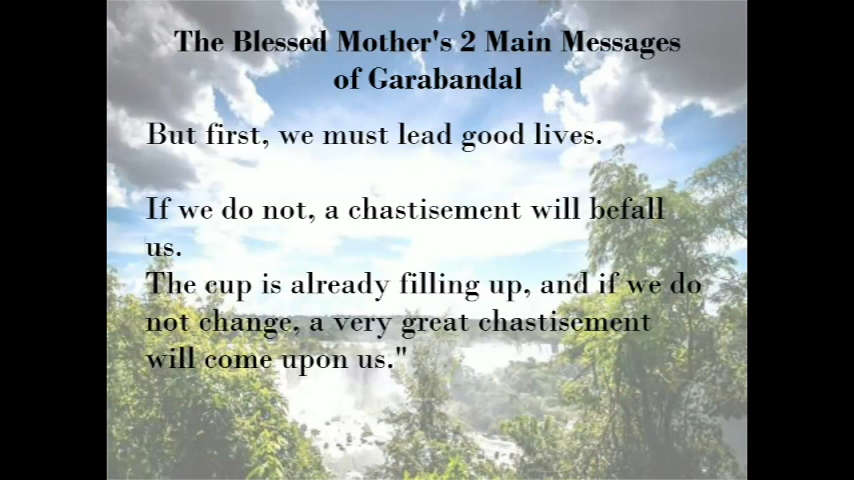 The Blessed Mother's 2 Main Messages
of Garabandal
But first, we must lead good lives.
If we do not, a chastisement will befall
us.
The cup is already filling up, and if we do
not change, a very great chastisement
will come upon us."